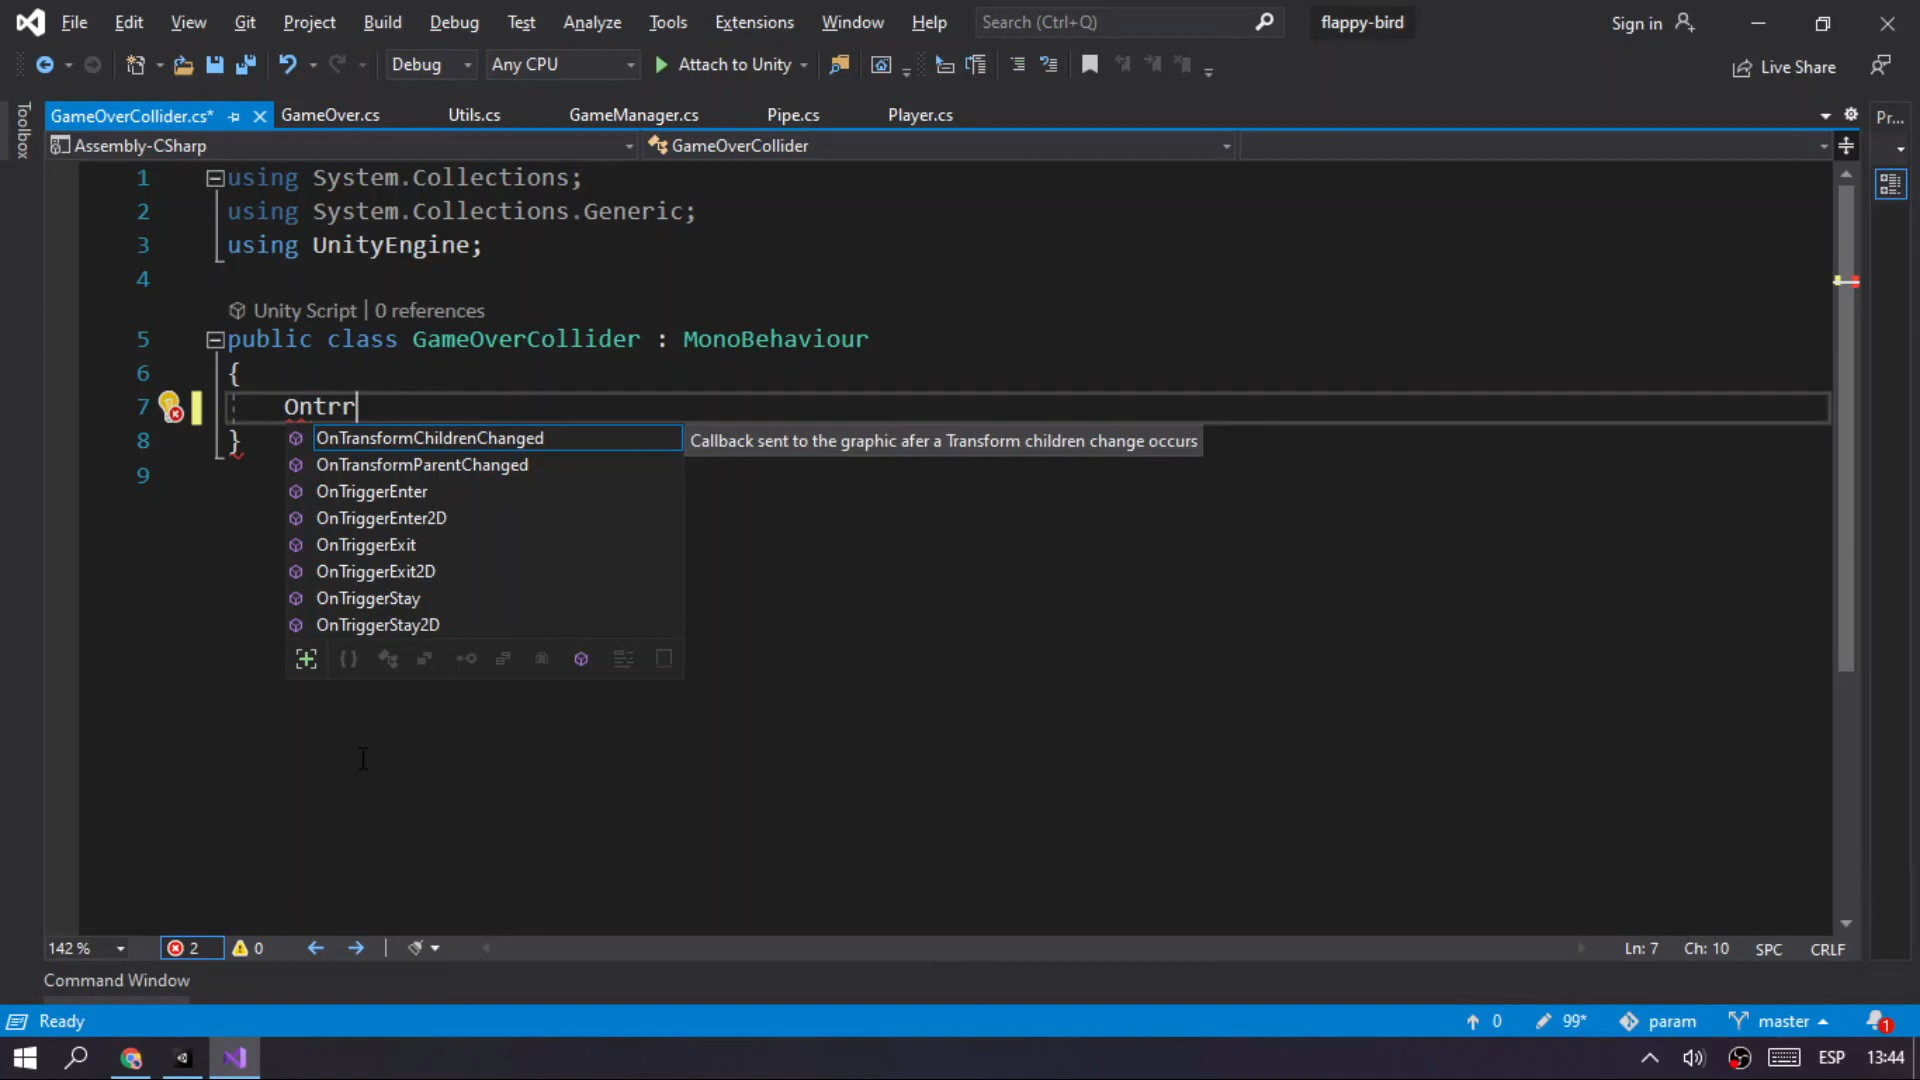 File Edit View Git Project Build Debug Test Analyze Tools Extensions Window Help Search (Ctrl+Q) flappy-bird Sign in
Debug Any CPU Attach to Unity Live Share
Toolbox
GameOverCollider.cs* GameOver.cs Utils.cs GameManager.cs Pipe.cs Player.cs Pr...
Assembly-CSharp GameOverCollider
1 using System.Collections;
2 using System.Collections.Generic;
3 using UnityEngine;
4
Unity Script | 0 references
5 public class GameOverCollider : MonoBehaviour
6 {
7 Ontrr
OnTransformChildrenChanged Callback sent to the graphic afer a Transform children change occurs
8 }
OnTransformParentChanged
9
OnTriggerEnter
OnTriggerEnter2D
OnTriggerExit
OnTriggerExit2D
OnTriggerStay
OnTriggerStay2D
142 % 2 0 Ln: 7 Ch: 10 SPC CRLF
Command Window
Ready 0 99* param master 1
ESP 13:44